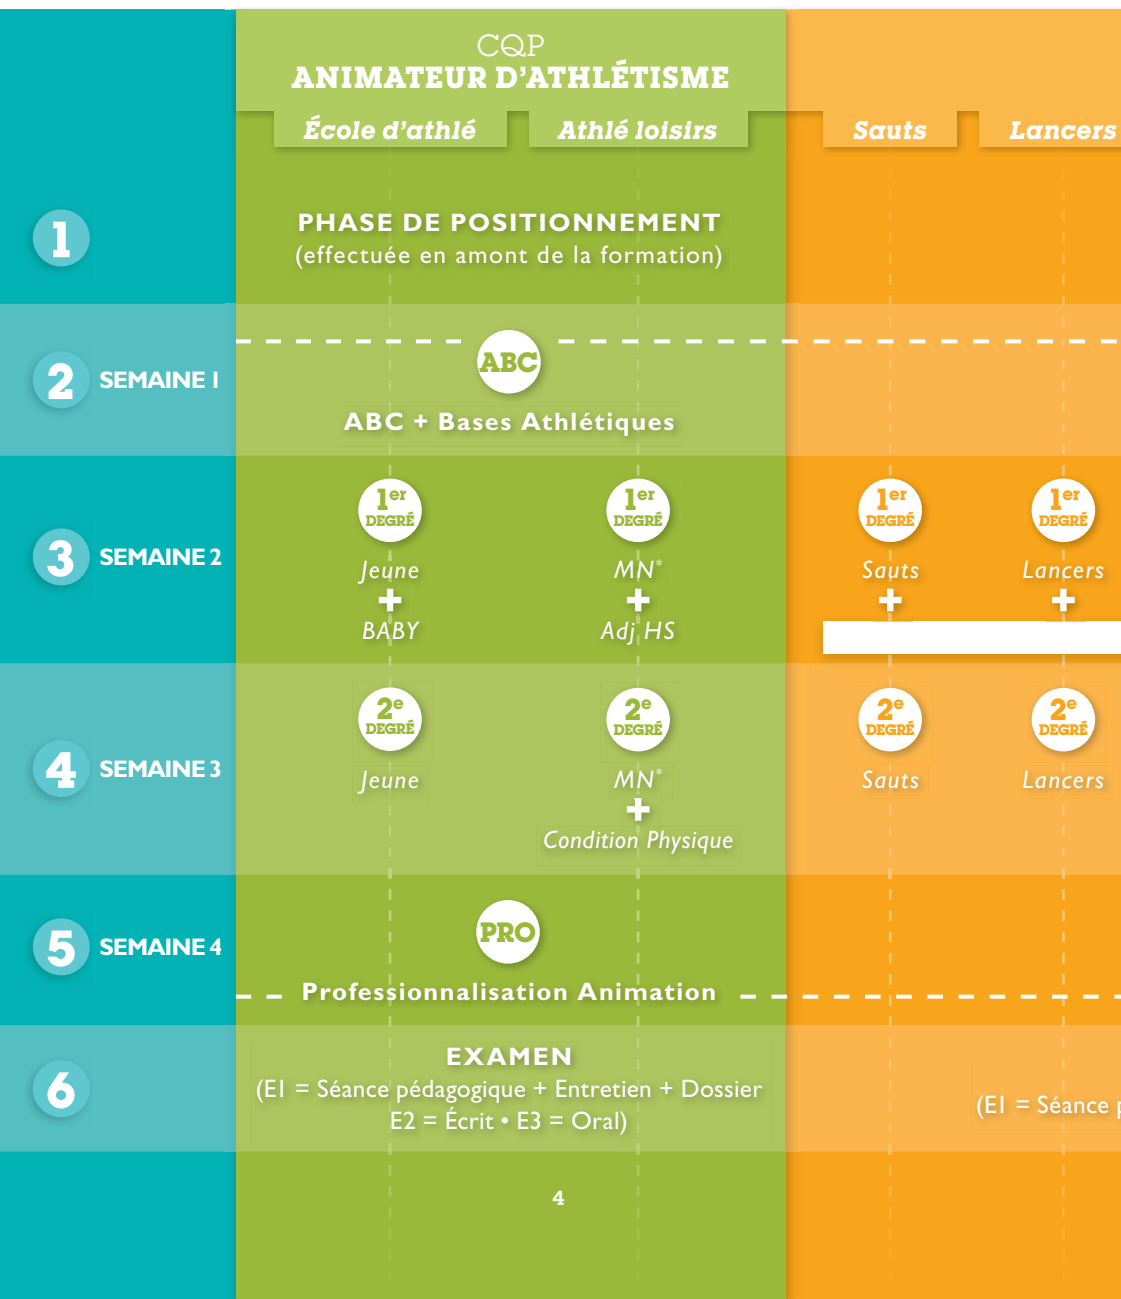 CQP
ANIMATEUR D'ATHLÉTISME
École d'athlé Athlé loisirs Sauts Lancers
1
PHASE DE POSITIONNEMENT
(effectuée en amont de la formation)
2 SEMAINE 1
ABC
ABC + Bases Athlétiques
3 SEMAINE 2
1er DEGRÉ 1er DEGRÉ 1er DEGRÉ 1er DEGRÉ
Jeune MN* Sauts Lancers
+ + + +
BABY Adj HS
4 SEMAINE 3
2e DEGRÉ 2e DEGRÉ 2e DEGRÉ 2e DEGRÉ
Jeune MN* Sauts Lancers
+
Condition Physique
5 SEMAINE 4
PRO
Professionnalisation Animation
6
EXAMEN
(E1 = Séance pédagogique + Entretien + Dossier
E2 = Écrit • E3 = Oral)
(E1 = Séance p
4